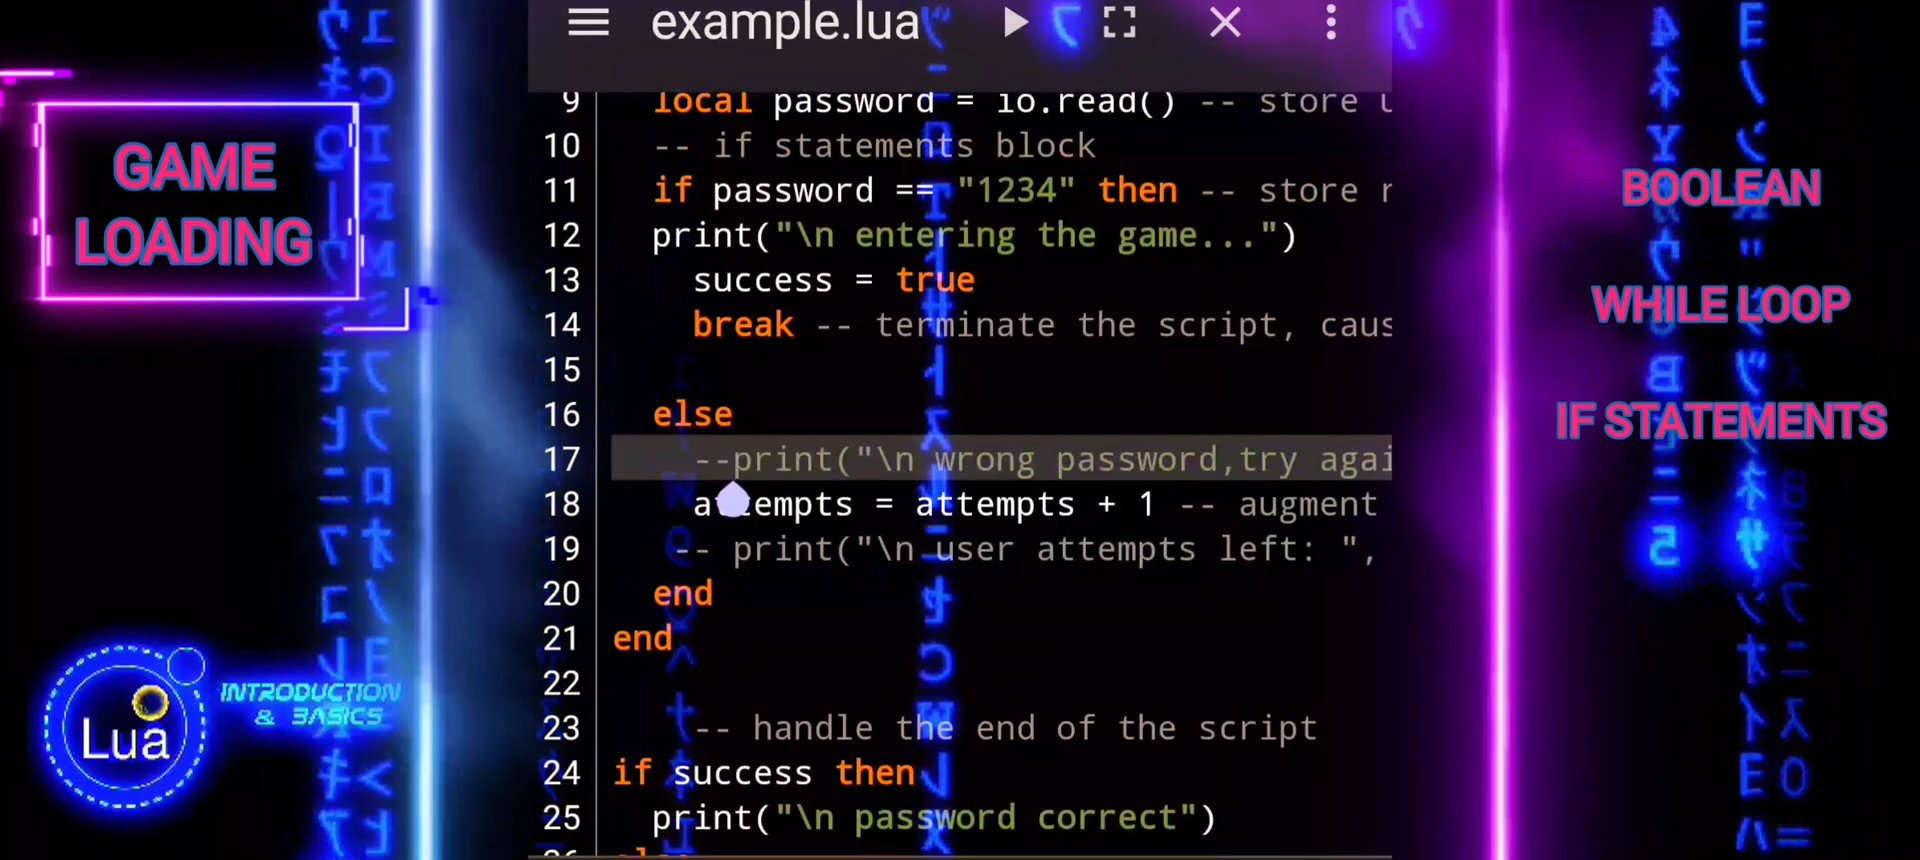 example.lua
GAME
LOADING
9 local password = io.read() -- store
10 -- if statements block
11 if password == "1234" then -- store
12 print("\n entering the game...")
13 success = true
14 break -- terminate the script,
15
16 else
17 --print("\n wrong password,try
18 attempts = attempts + 1 -- augment
19 -- print("\n user attempts left: ",
20 end
21 end
22
23 -- handle the end of the script
24 if success then
25 print("\n password correct")
BOOLEAN
WHILE LOOP
IF STATEMENTS
Lua
INTRODUCTION
& BASICS